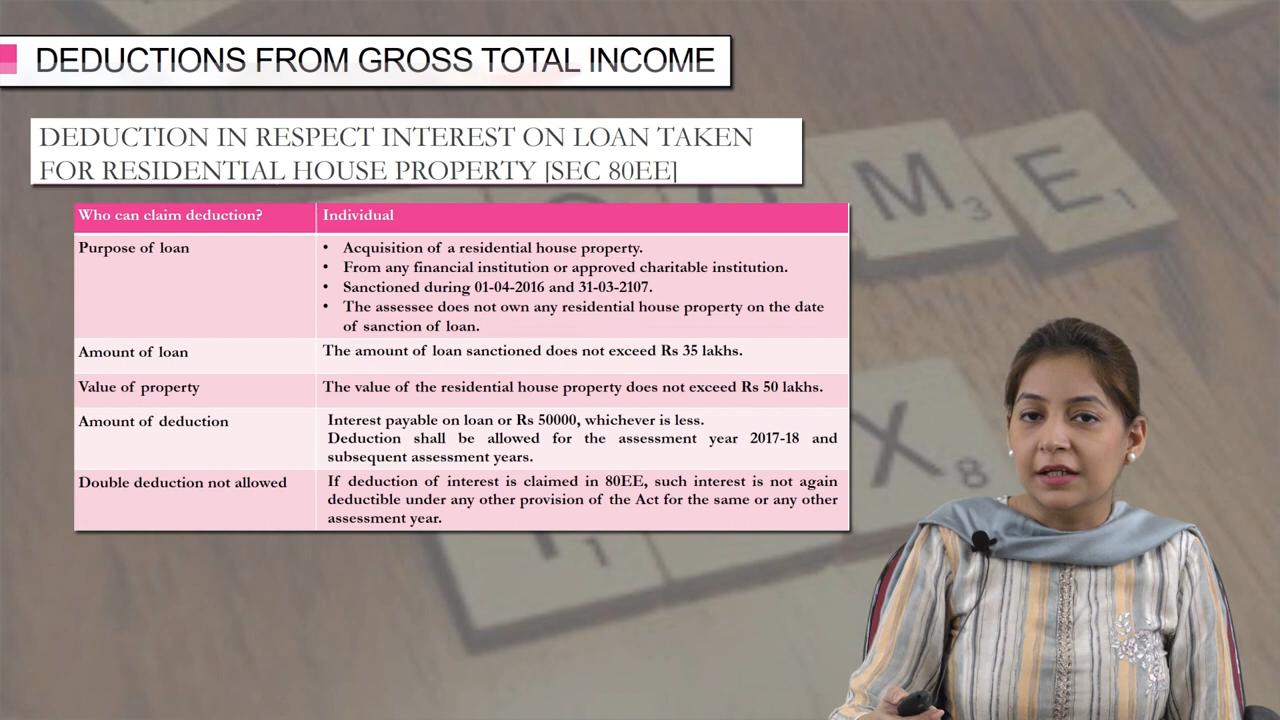 DEDUCTIONS FROM GROSS TOTAL INCOME
DEDUCTION IN RESPECT INTEREST ON LOAN TAKEN
FOR RESIDENTIAL HOUSE PROPERTY [SEC 80EE]
Who can claim deduction? Individual
Purpose of loan
• Acquisition of a residential house property.
• From any financial institution or approved charitable institution.
• Sanctioned during 01-04-2016 and 31-03-2107.
• The assessee does not own any residential house property on the date
of sanction of loan.
Amount of loan
The amount of loan sanctioned does not exceed Rs 35 lakhs.
Value of property
The value of the residential house property does not exceed Rs 50 lakhs.
Amount of deduction
Interest payable on loan or Rs 50000, whichever is less.
Deduction shall be allowed for the assessment year 2017-18 and
subsequent assessment years.
Double deduction not allowed
If deduction of interest is claimed in 80EE, such interest is not again
deductible under any other provision of the Act for the same or any other
assessment year.
M3 E1
X8
1